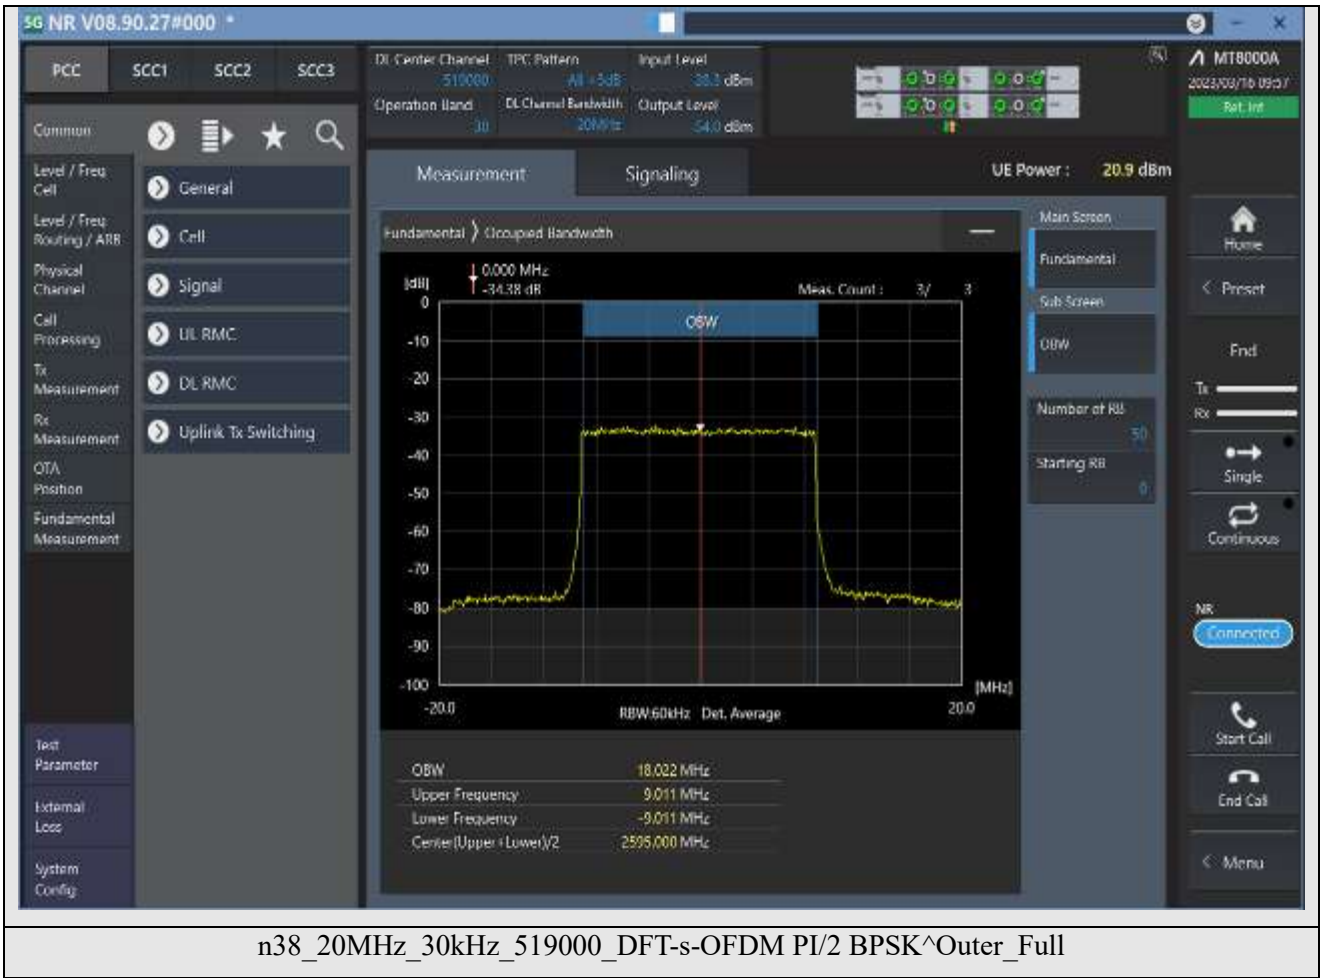 5G NR V08.90.27#000 *
PCC SCC1 SCC2 SCC3
DL Center Channel TPC Pattern Input Level
519000 All +3dB 28.3 dBm
Operation Band DL Channel Bandwidth Output Level
38 20MHz -54.0 dBm
MT8000A
2023/03/16 09:57
Ref. Int
Common
Level / Freq
Cell
Level / Freq
Routing / ARB
Physical
Channel
Call
Processing
Tx
Measurement
Rx
Measurement
OTA
Position
Fundamental
Measurement
Test
Parameter
External
Loss
System
Config
General
Cell
Signal
UL RMC
DL RMC
Uplink Tx Switching
Measurement Signaling UE Power : 20.9 dBm
Fundamental Occupied Bandwidth
[dB] 0.000 MHz
-34.38 dB Meas. Count : 3/ 3
OBW
0
-10
-20
-30
-40
-50
-60
-70
-80
-90
-100
[MHz]
-20.0 RBW:60kHz Det. Average 20.0
OBW 18.022 MHz
Upper Frequency 9.011 MHz
Lower Frequency -9.011 MHz
Center(Upper+Lower)/2 2595.000 MHz
Main Screen
Fundamental
Sub Screen
OBW
Number of RB
50
Starting RB
0
Home
< Preset
End
Tx
Rx
Single
Continuous
NR
Connected
Start Call
End Call
< Menu
n38_20MHz_30kHz_519000_DFT-s-OFDM PI/2 BPSK^Outer_Full